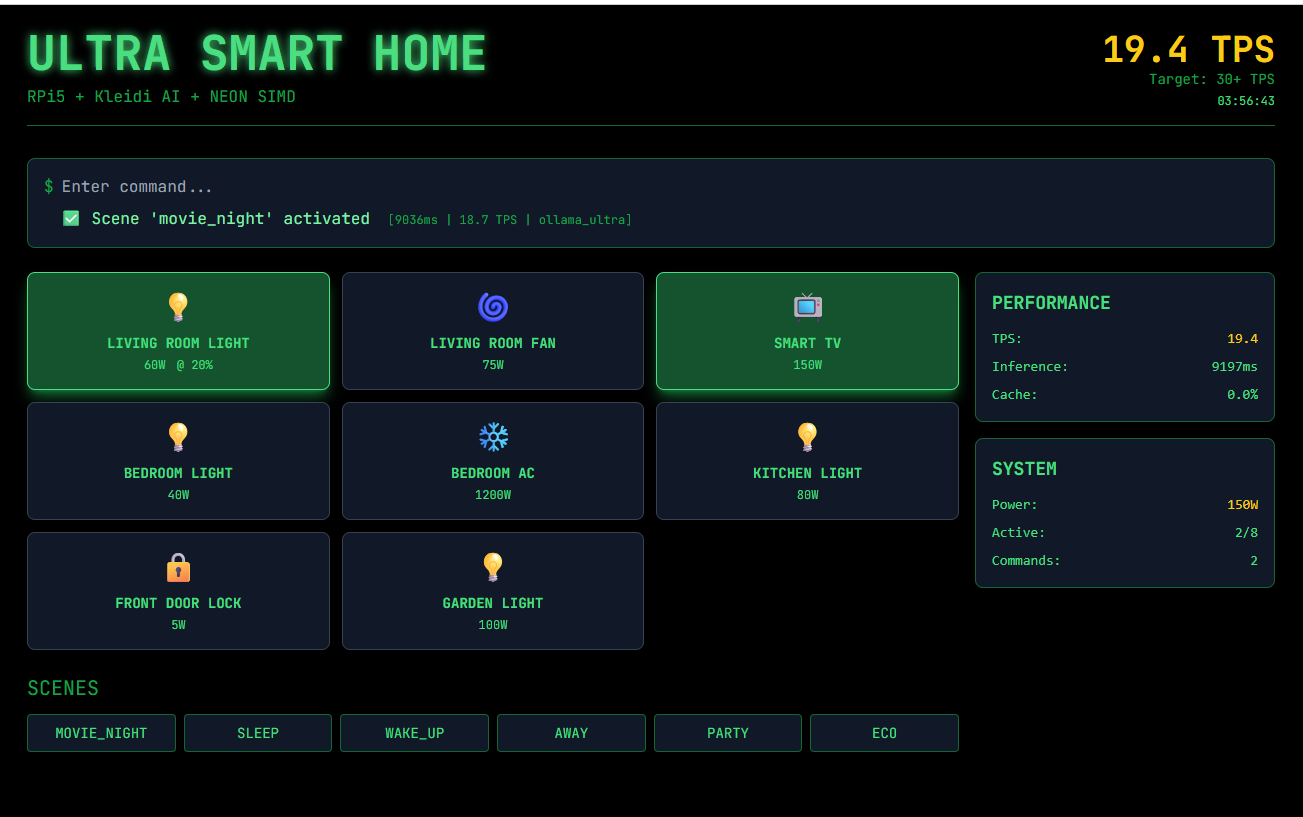 ULTRA SMART HOME
RPi5 + Kleidi AI + NEON SIMD
19.4 TPS
Target: 30+ TPS
03:56:43
$ Enter command...
✅ Scene 'movie_night' activated [9036ms | 18.7 TPS | ollama_ultra]
LIVING ROOM LIGHT
60W @ 20%
LIVING ROOM FAN
75W
SMART TV
150W
BEDROOM LIGHT
40W
BEDROOM AC
1200W
KITCHEN LIGHT
80W
FRONT DOOR LOCK
5W
GARDEN LIGHT
100W
PERFORMANCE
TPS: 19.4
Inference: 9197ms
Cache: 0.0%
SYSTEM
Power: 150W
Active: 2/8
Commands: 2
SCENES
MOVIE_NIGHT
SLEEP
WAKE_UP
AWAY
PARTY
ECO